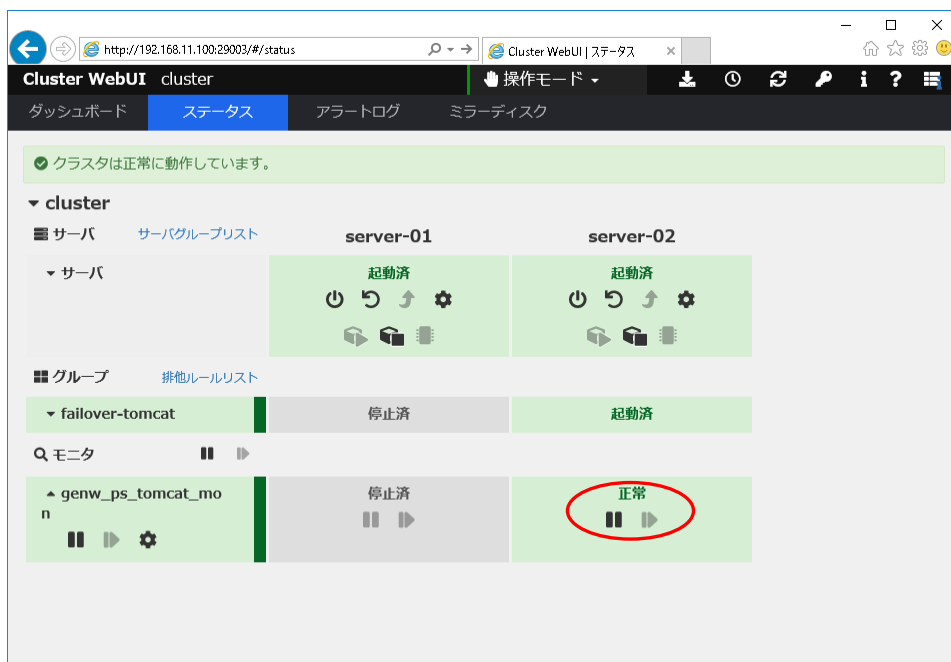 http://192.168.11.100:29003/#/status
Cluster WebUI | ステータス
Cluster WebUI cluster
操作モード
ダッシュボード ステータス アラートログ ミラーディスク
クラスタは正常に動作しています。
cluster
サーバ サーバグループリスト server-01 server-02
サーバ 起動済 起動済
グループ 排他ルールリスト
failover-tomcat 停止済 起動済
モニタ
genw_ps_tomcat_mo
n
停止済 正常